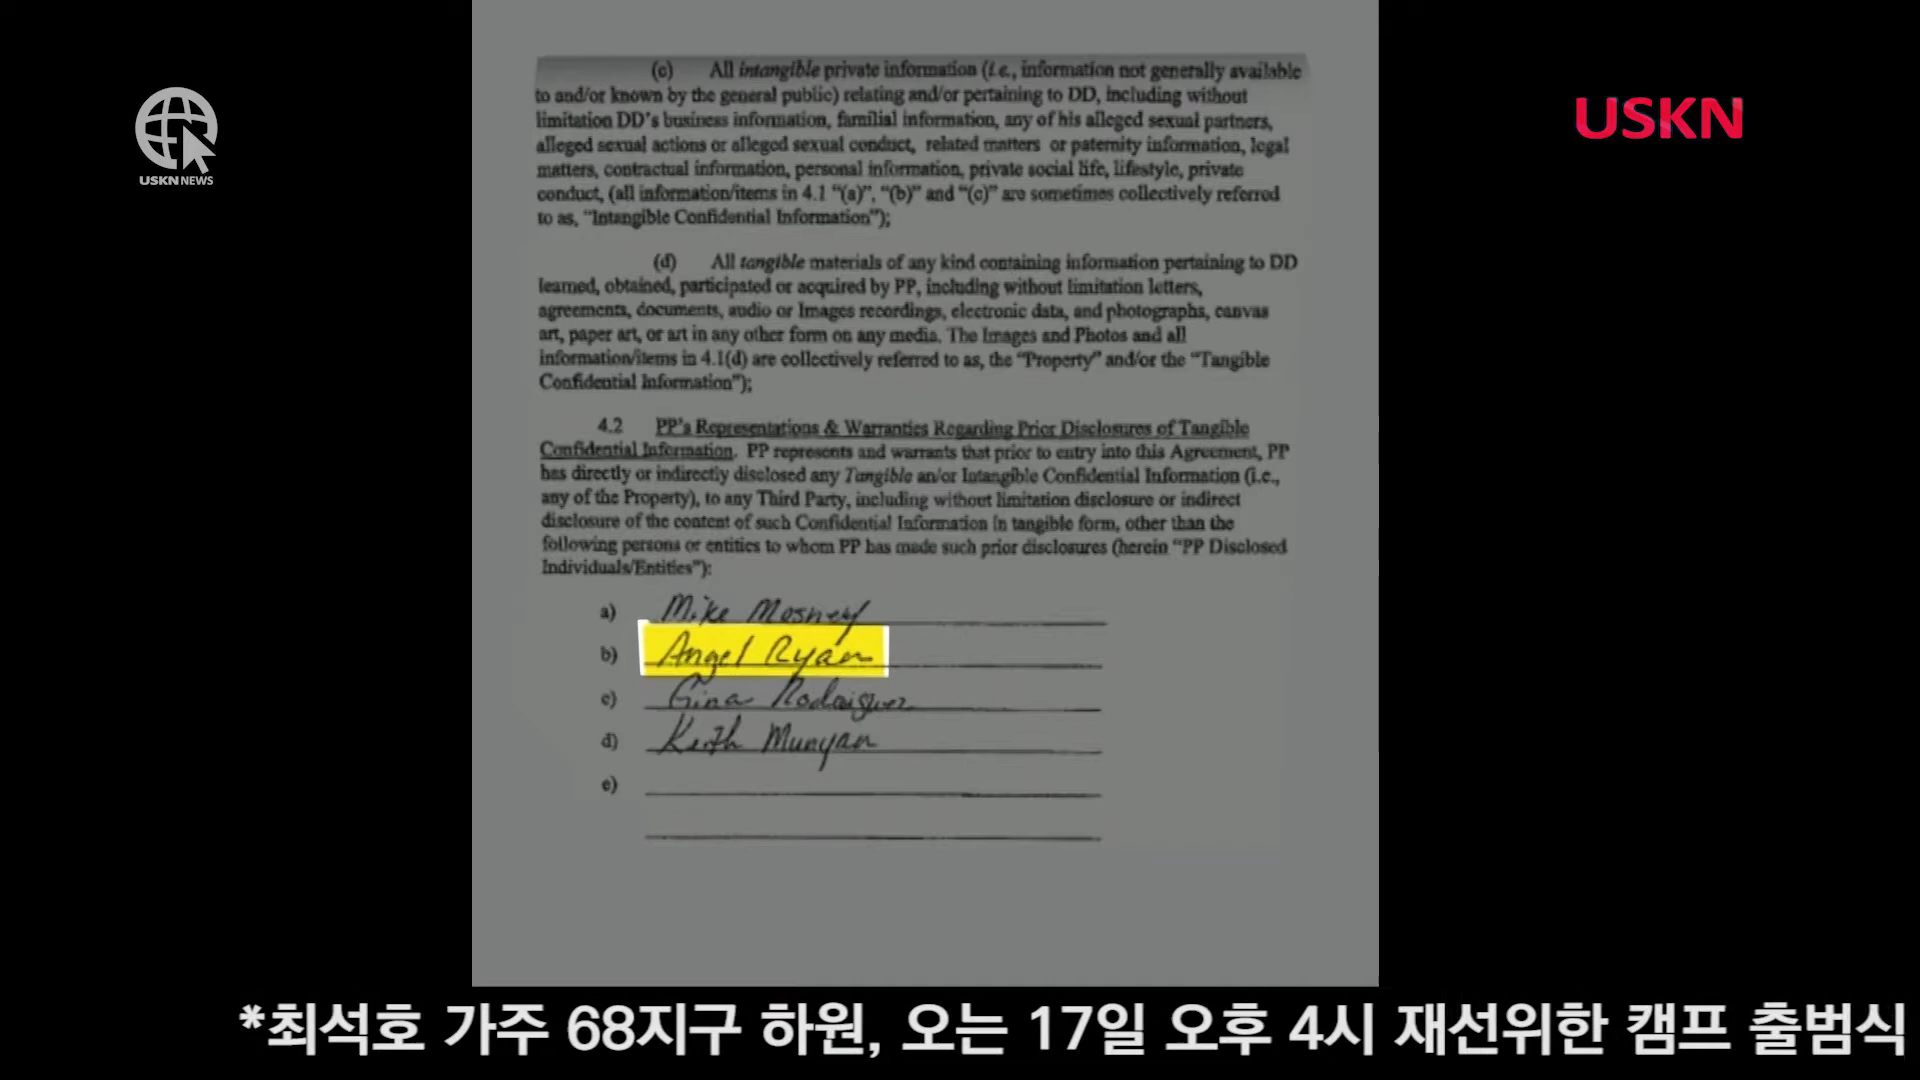 USKN NEWS
USKN
(c) All intangible private information (i.e., information not generally available
to and/or known by the general public) relating and/or pertaining to DD, including without
limitation DD's business information, familial information, any of his alleged sexual partners,
alleged sexual actions or alleged sexual conduct, related matters or paternity information, legal
matters, contractual information, personal information, private social life, lifestyle, private
conduct, (all information/items in 4.1 "(a)", "(b)" and "(c)" are sometimes collectively referred
to as, "Intangible Confidential Information");
(d) All tangible materials of any kind containing information pertaining to DD
learned, obtained, participated or acquired by PP, including without limitation letters,
agreements, documents, audio or Images recordings, electronic data, and photographs, canvas
art, paper art, or art in any other form on any media. The Images and Photos and all
information/items in 4.1(d) are collectively referred to as, the "Property" and/or the "Tangible
Confidential Information");
4.2 PP's Representations & Warranties Regarding Prior Disclosures of Tangible
Confidential Information. PP represents and warrants that prior to entry into this Agreement, PP
has directly or indirectly disclosed any Tangible an/or Intangible Confidential Information (i.e.,
any of the Property), to any Third Party, including without limitation disclosure or indirect
disclosure of the content of such Confidential Information in tangible form, other than the
following persons or entities to whom PP has made such prior disclosures (herein "PP Disclosed
Individuals/Entities"):
a) Mike Mosney
b) Angel Ryan
c) Gina Rodriguez
d) Keith Munyan
e)
*최석호 가주 68지구 하원, 오는 17일 오후 4시 재선위한 캠프 출범식